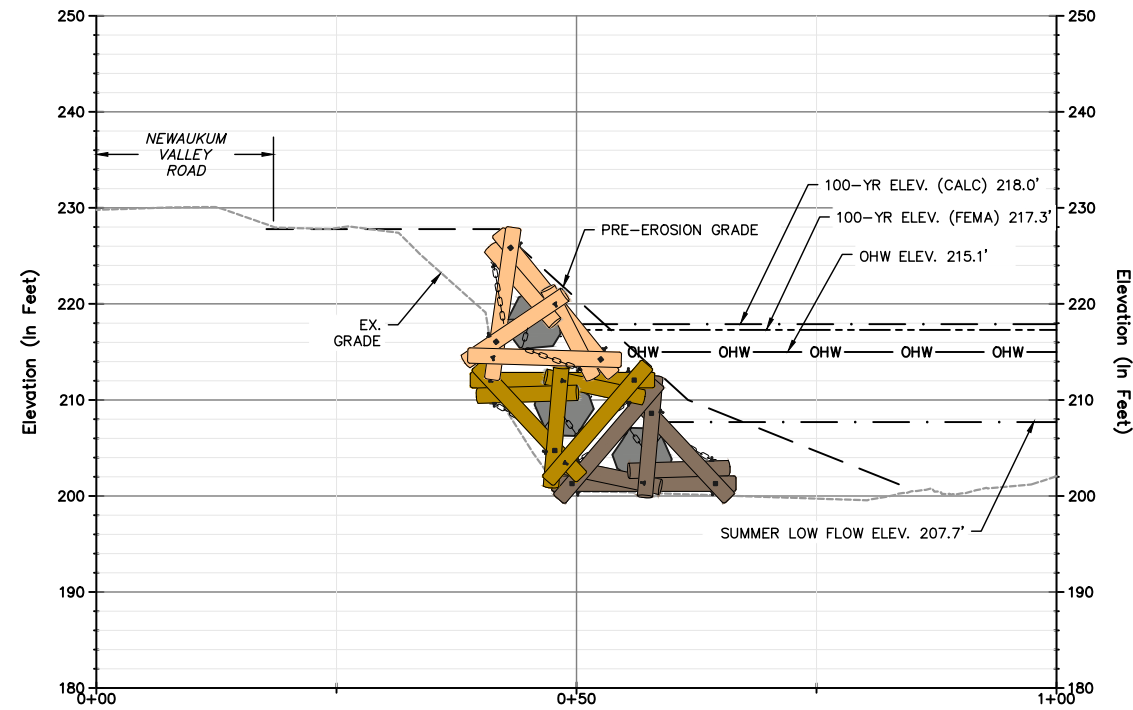 250
250
240
240
NEWAUKUM
VALLEY
ROAD
100-YR ELEV. (CALC) 218.0'
230
230
100-YR ELEV. (FEMA) 217.3'
PRE-EROSION GRADE
OHW ELEV. 215.1'
Elevation (In Feet)
Elevation (In Feet)
220
220
EX.
GRADE
OHW OHW OHW OHW OHW
210
210
200
200
SUMMER LOW FLOW ELEV. 207.7'
190
190
180
180
0+00 0+50 1+00